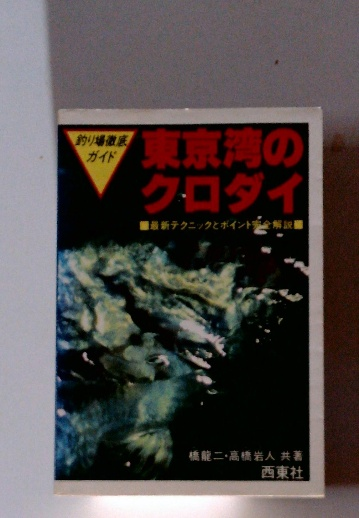 釣り場徹底
ガイド
東京湾の
クロダイ
■最新テクニックとポイント完全解説■
橋龍二・高橋岩人 共著
西東社